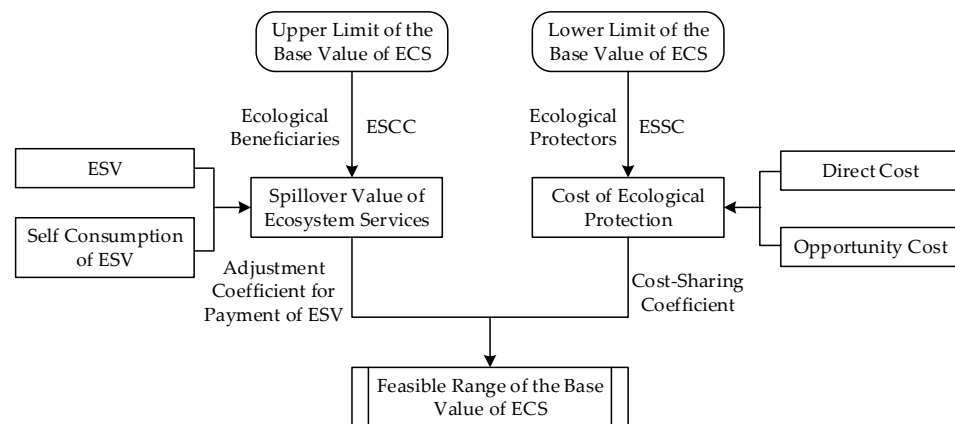 Upper Limit of the
Base Value of ECS
Lower Limit of the
Base Value of ECS
Ecological
Beneficiaries
ESCC
Ecological
Protectors
ESSC
ESV
Self Consumption
of ESV
Spillover Value of
Ecosystem Services
Cost of Ecological
Protection
Direct Cost
Opportunity Cost
Adjustment
Coefficient for
Payment of ESV
Cost-Sharing
Coefficient
Feasible Range of the Base
Value of ECS